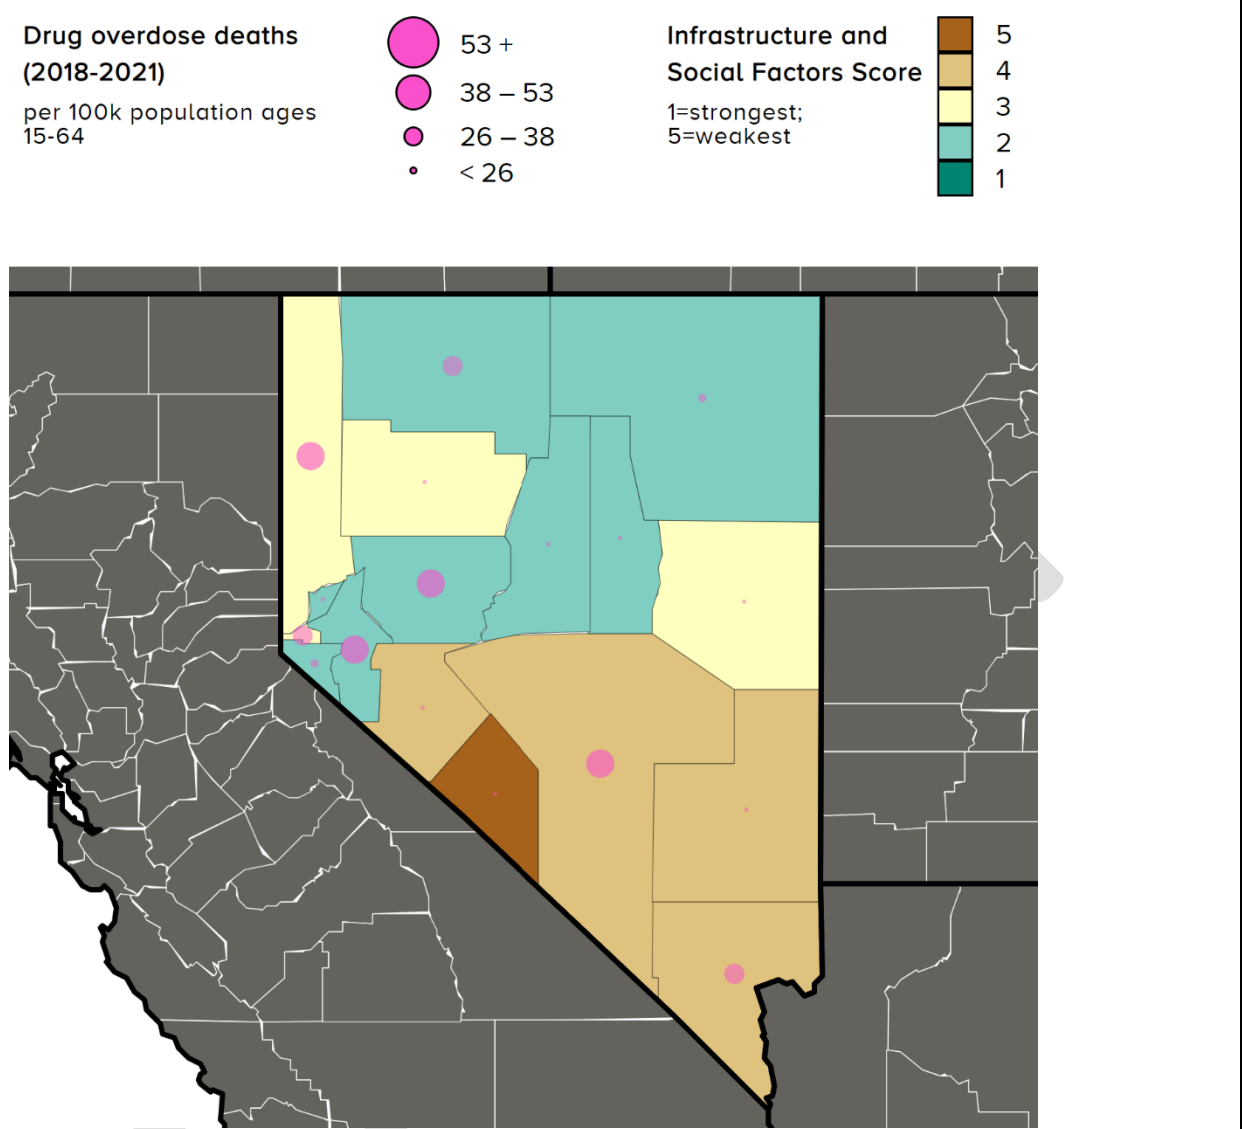 Drug overdose deaths
(2018-2021)
per 100k population ages
15-64
53 +
38 – 53
26 – 38
< 26
Infrastructure and
Social Factors Score
1=strongest;
5=weakest
5
4
3
2
1